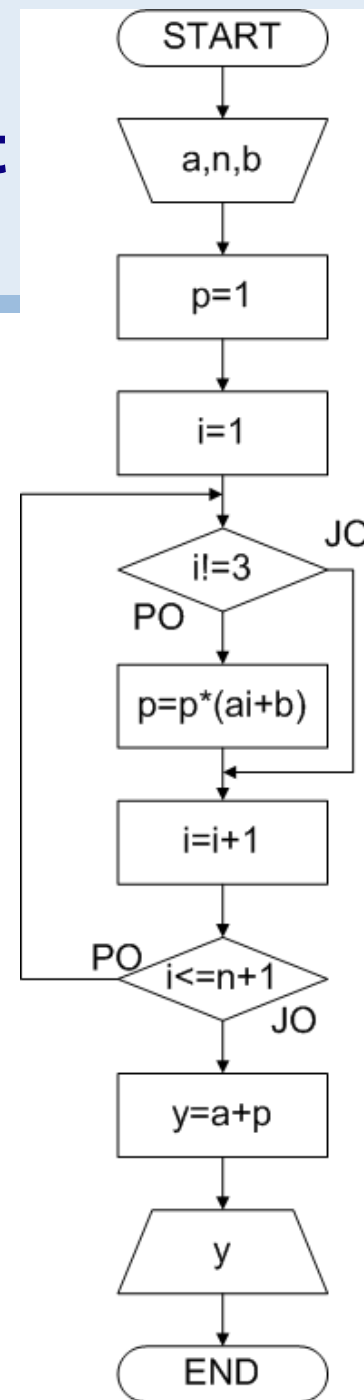 START
a,n,b
p=1
i=1
i!=3
JO
PO
p=p*(ai+b)
i=i+1
PO
i<=n+1
JO
y=a+p
y
END